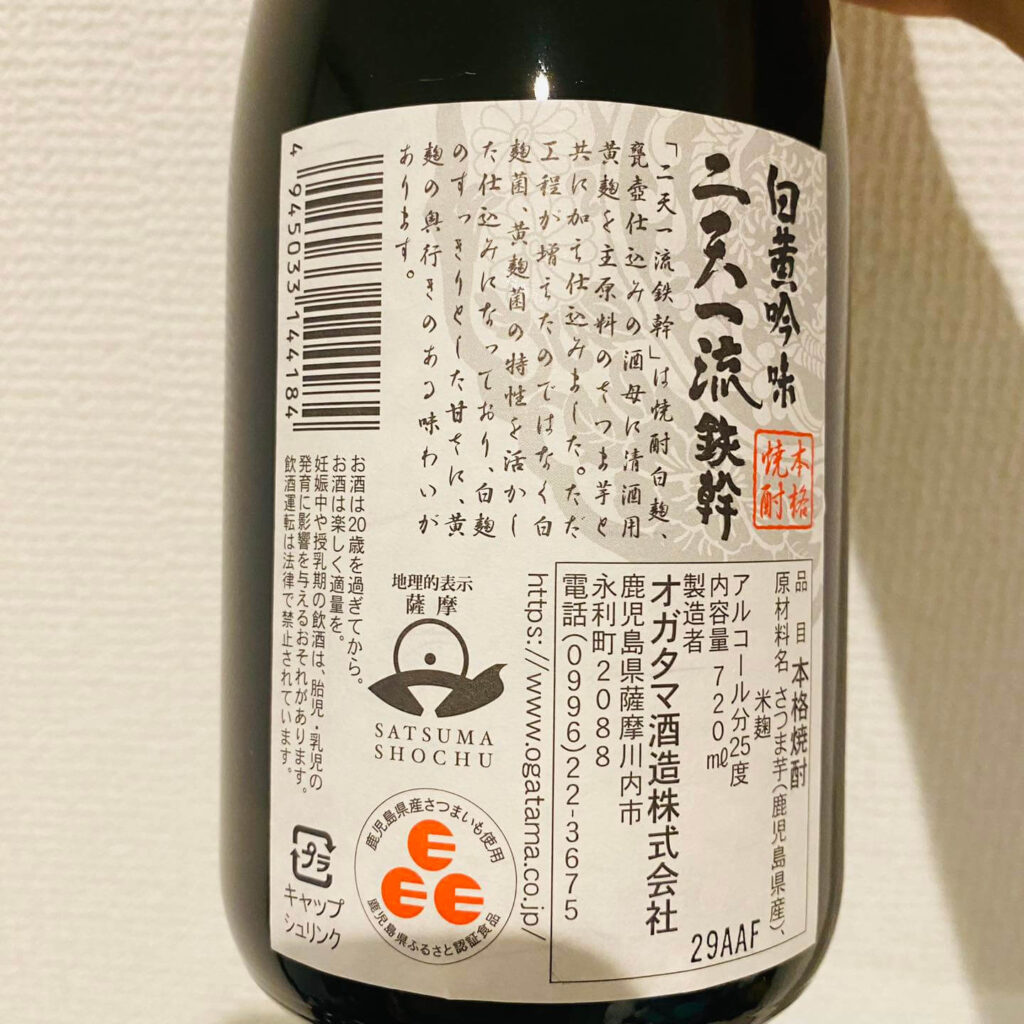 白黄吟味
二天一流鉄幹
本格
焼酎
「二天一流鉄幹」は焼酎白麹、
甕壺仕込みの酒母に清酒用
黄麹を主原料のさつま芋と
共に加え仕込みました。ただ
工程が増えたのではなく白
麹菌、黄麹菌の特性を活かし
た仕込みになっており、白麹
のすっきりとした甘さに、黄
麹の奥行きのある味わいが
あります。
4 945033 144184
品目 本格焼酎
原材料名 さつま芋(鹿児島県産)、
米麹
アルコール分25度
内容量 720mℓ
製造者
オガタマ酒造株式会社
鹿児島県薩摩川内市
永利町2088
電話(0996)22-3675
https://www.ogatama.co.jp/
29AAF
地理的表示
薩摩
SATSUMA
SHOCHU
お酒は20歳を過ぎてから。
お酒は楽しく適量を。
妊娠中や授乳期の飲酒は、胎児・乳児の
発育に影響を与えるおそれがあります。
飲酒運転は法律で禁止されています。
鹿児島県産さつまいも使用
鹿児島県ふるさと認証食品
プラ
キャップ
シュリンク